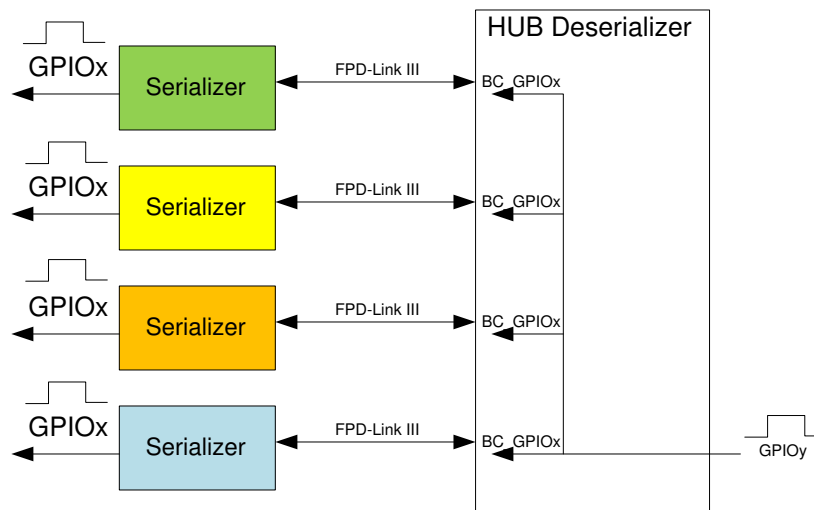 HUB Deserializer
GPIOx
Serializer
FPD-Link III
BC_GPIOx
GPIOx
Serializer
FPD-Link III
BC_GPIOx
GPIOx
Serializer
FPD-Link III
BC_GPIOx
GPIOx
Serializer
FPD-Link III
BC_GPIOx
GPIOy